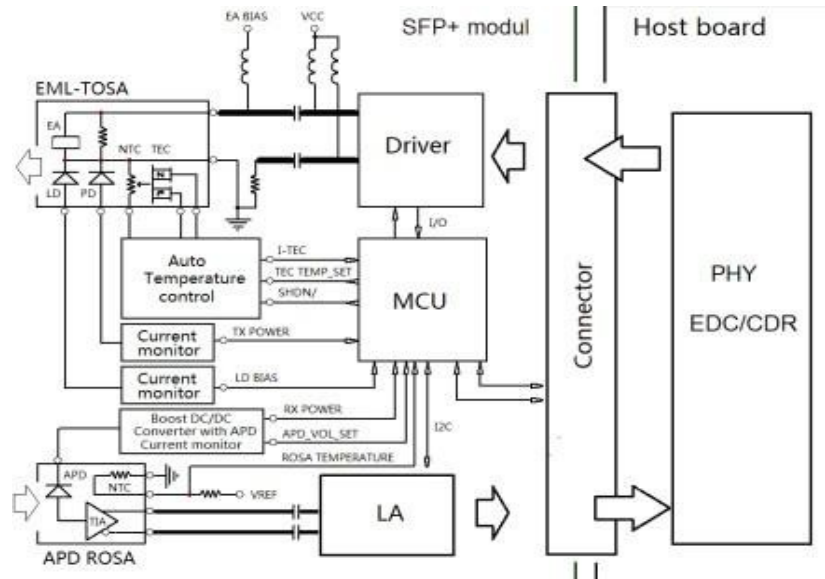 EA BIAS
VCC
SFP+ modul
Host board
EML-TOSA
EA
NTC
TEC
N
P
LD
PD
Driver
I/O
Auto
Temperature
control
I-TEC
TEC TEMP_SET
SHDN/
MCU
Connector
PHY
EDC/CDR
Current
monitor
TX POWER
Current
monitor
LD BIAS
Boost DC/DC
Converter with APD
Current monitor
RX POWER
APD_VOL_SET
ROSA TEMPERATURE
I2C
APD
NTC
VREF
TIA
LA
APD ROSA